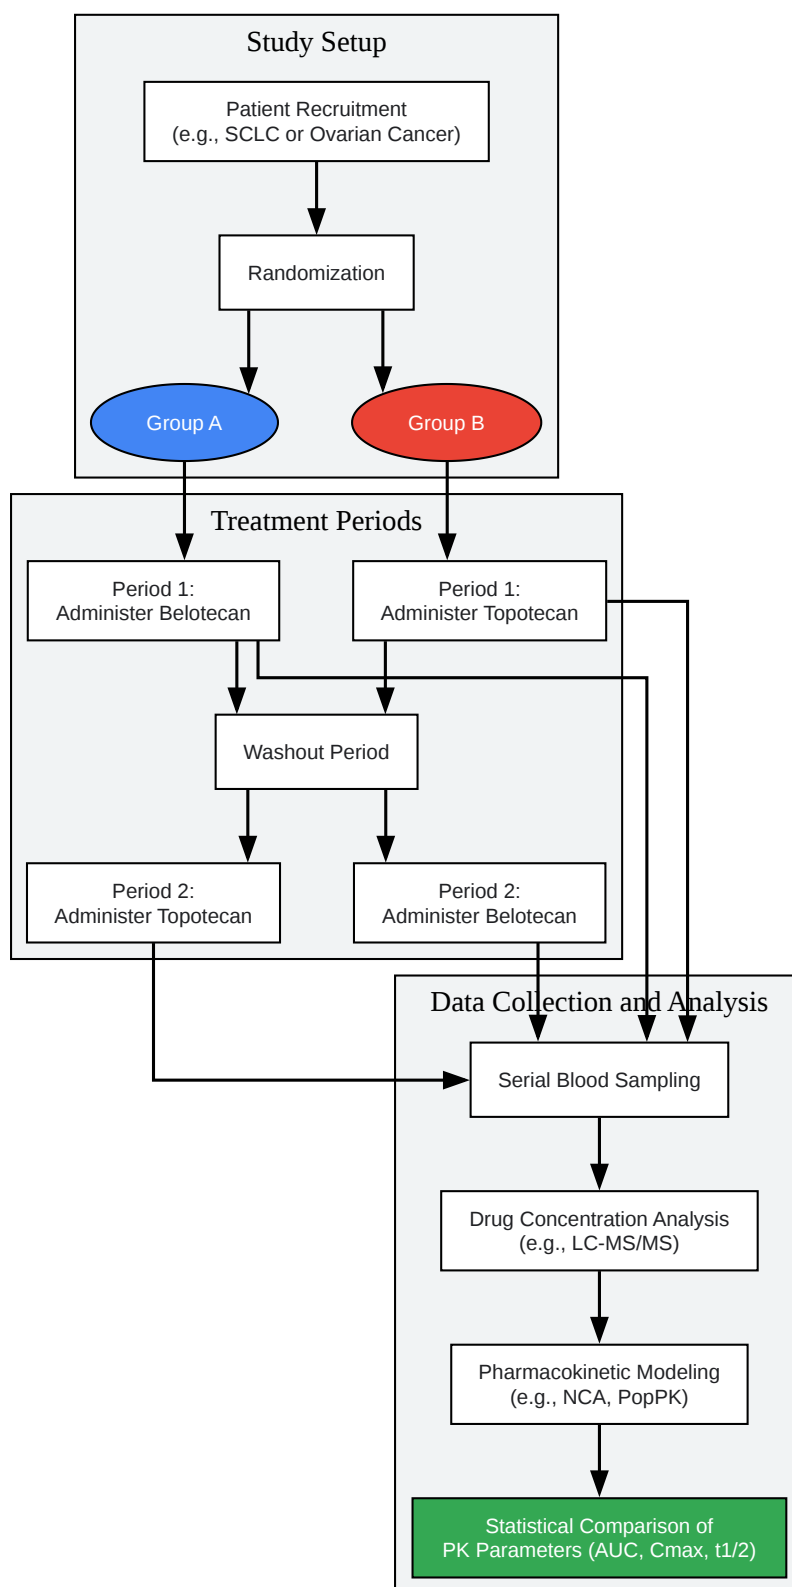 Study Setup
Patient Recruitment
(e.g., SCLC or Ovarian Cancer)
Randomization
Group A
Group B
Treatment Periods
Period 1:
Administer Belotecan
Period 1:
Administer Topotecan
Washout Period
Period 2:
Administer Topotecan
Period 2:
Administer Belotecan
Data Collection and Analysis
Serial Blood Sampling
Drug Concentration Analysis
(e.g., LC-MS/MS)
Pharmacokinetic Modeling
(e.g., NCA, PopPK)
Statistical Comparison of
PK Parameters (AUC, Cmax, t1/2)